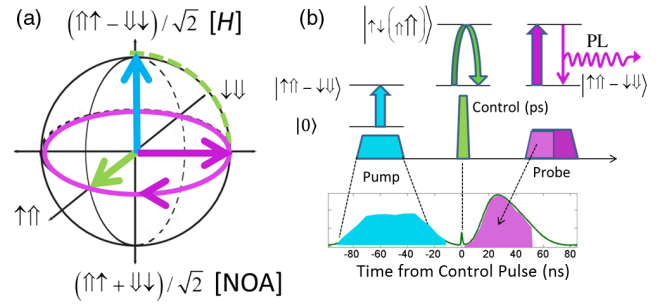 (a)
(⇑↑ − ⇓↓)/√2 [H]
↓⇓
↑⇑
(⇑↑ + ⇓↓)/√2 [NOA]
(b)
|↑↓(⇑⇑)⟩
PL
|↑⇑ − ↓⇓⟩
|↑⇑ − ↓⇓⟩
Control (ps)
|0⟩
Pump
Probe
-80 -60 -40 -20 0 20 40 60 80
Time from Control Pulse (ns)